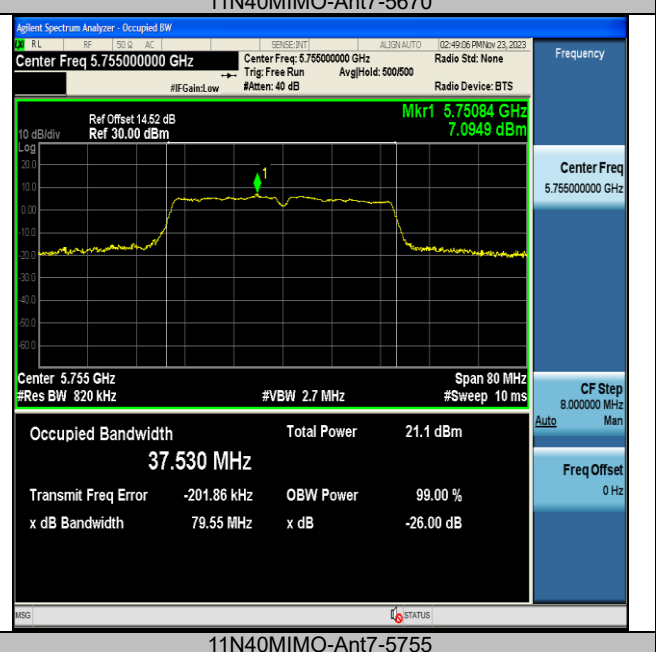 11N40MIMO-Ant7-5670
Agilent Spectrum Analyzer - Occupied BW
RL RF 50 Ω AC SENSE:INT ALIGN AUTO 02:49:06 PM Nov 23, 2023
Center Freq 5.755000000 GHz
Center Freq: 5.755000000 GHz Radio Std: None
Trig: Free Run Avg|Hold: 500/500
#IFGain:Low #Atten: 40 dB Radio Device: BTS
Frequency
Mkr1 5.75084 GHz
7.0949 dBm
Ref Offset 14.52 dB
10 dB/div Ref 30.00 dBm
Log
20.0
10.0
0.00
-10.0
-20.0
-30.0
-40.0
-50.0
-60.0
1
Center Freq
5.755000000 GHz
Center 5.755 GHz Span 80 MHz
#Res BW 820 kHz #VBW 2.7 MHz #Sweep 10 ms
CF Step
8.000000 MHz
Auto Man
Occupied Bandwidth Total Power 21.1 dBm
37.530 MHz
Transmit Freq Error -201.86 kHz OBW Power 99.00 %
x dB Bandwidth 79.55 MHz x dB -26.00 dB
Freq Offset
0 Hz
MSG STATUS
11N40MIMO-Ant7-5755